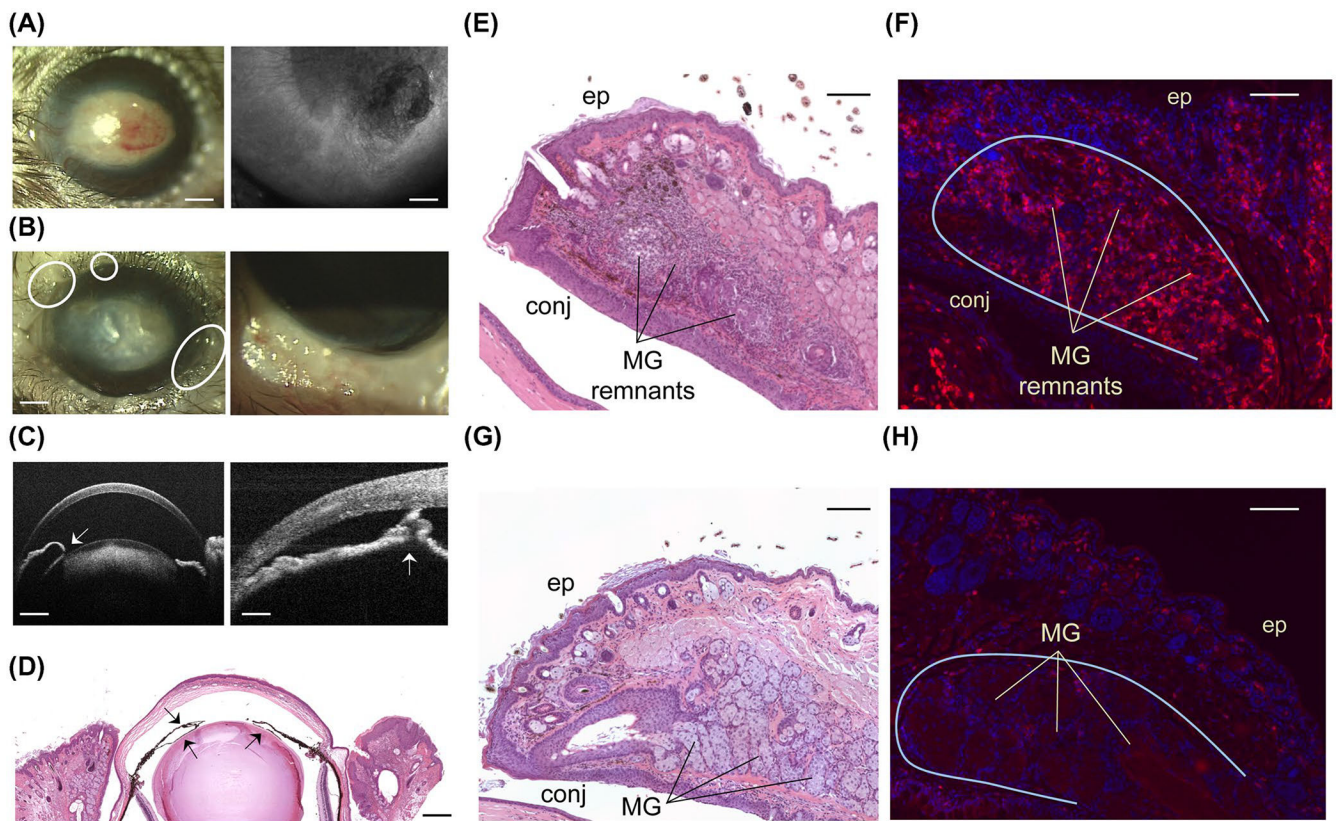 (A)
(B)
(C)
(D)
(E)
ep
conj
MG
remnants
(F)
ep
conj
MG
remnants
(G)
ep
conj
MG
(H)
MG
ep